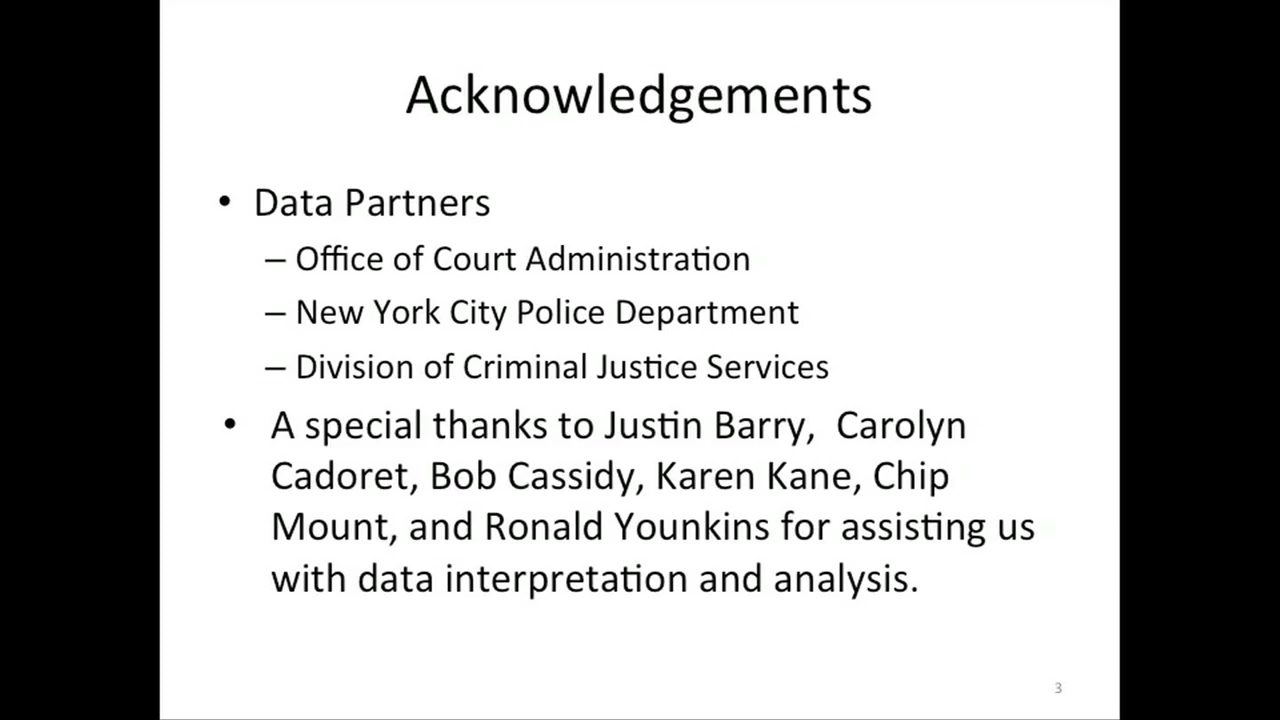 Acknowledgements
• Data Partners
– Office of Court Administration
– New York City Police Department
– Division of Criminal Justice Services
• A special thanks to Justin Barry,  Carolyn
Cadoret, Bob Cassidy, Karen Kane, Chip
Mount, and Ronald Younkins for assisting us
with data interpretation and analysis.
3